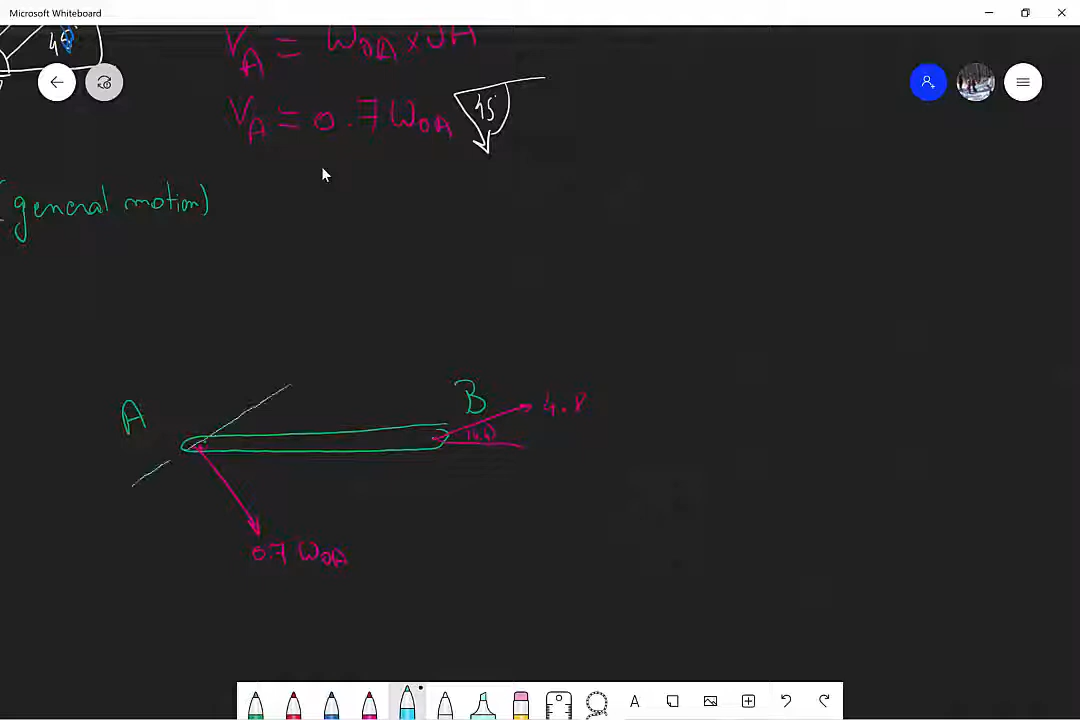 Microsoft Whiteboard
V_A = ω_OA × OA
V_A = 0.7 ω_OA 45
(general motion)
A
B
4.8
0.7 ω_OA
A